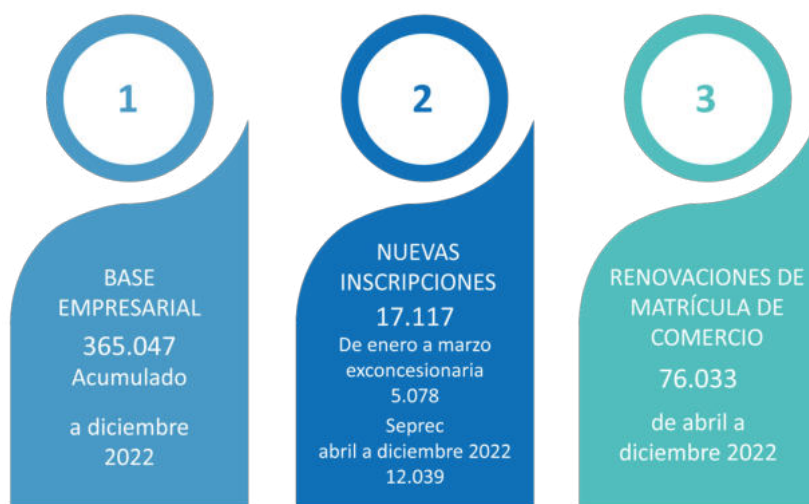 1
BASE
EMPRESARIAL
365.047
Acumulado
a diciembre
2022
2
NUEVAS
INSCRIPCIONES
17.117
De enero a marzo
exconcesionaria
5.078
Seprec
abril a diciembre 2022
12.039
3
RENOVACIONES DE
MATRÍCULA DE
COMERCIO
76.033
de abril a
diciembre 2022